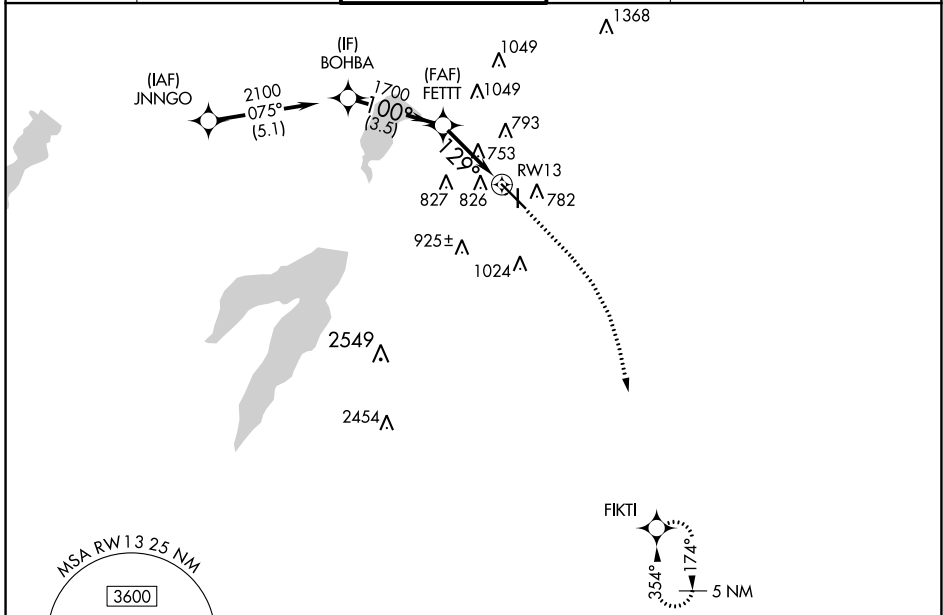 1368
1049
(IF)
BOHBA
(FAF)
FETTT
1049
(IAF)
JNNGO
2100
075°
(5.1)
1700
100°
(3.5)
793
753
129°
RW13
827
826
782
925±
1024
2549
2454
FIKTI
354°
174°
5 NM
MSA RW13 25 NM
3600